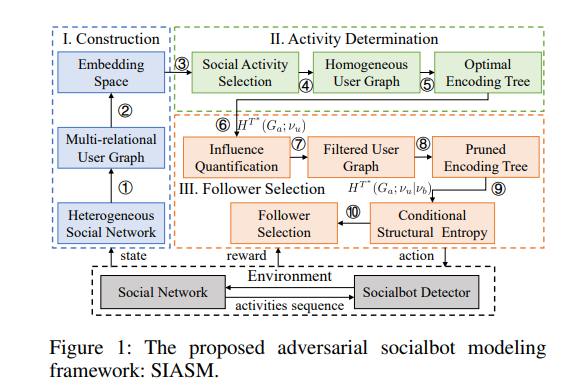 I. Construction
II. Activity Determination
Embedding
Space
③
Social Activity
Selection
④
Homogeneous
User Graph
⑤
Optimal
Encoding Tree
②
⑥ H^{T*}(G_a; ν_u)
Multi-relational
User Graph
Influence
Quantification
⑦
Filtered User
Graph
⑧
Pruned
Encoding Tree
①
III. Follower Selection
H^{T*}(G_a; ν_u|ν_b)
⑨
Heterogeneous
Social Network
Follower
Selection
⑩
Conditional
Structural Entropy
state
reward
action
Environment
Social Network
activities sequence
Socialbot Detector
Figure 1: The proposed adversarial socialbot modeling
framework: SIASM.